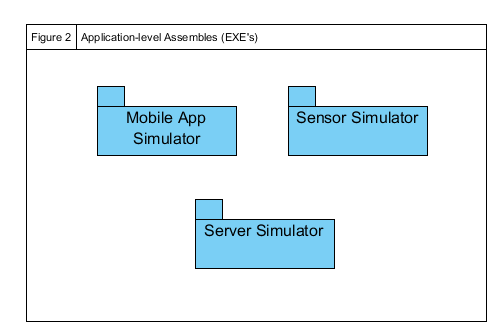 Figure 2
Application-level Assembles (EXE's)
Mobile App
Simulator
Sensor Simulator
Server Simulator